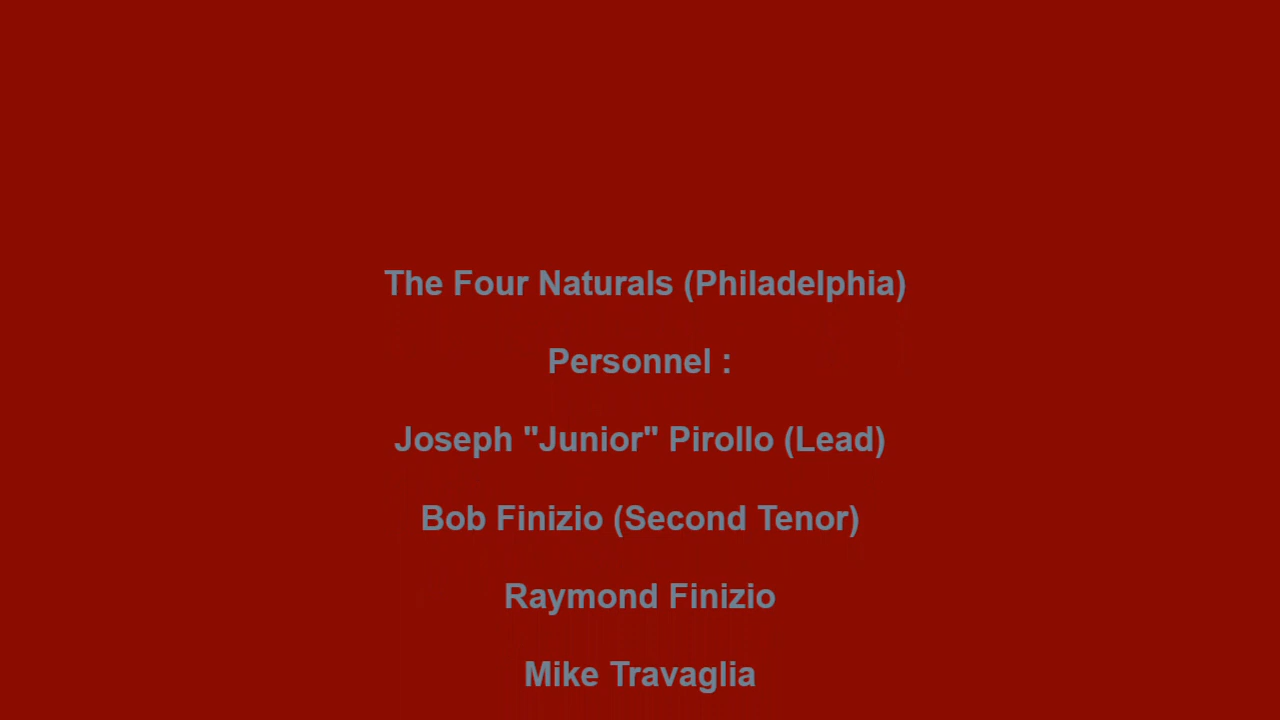 The Four Naturals (Philadelphia)
Personnel :
Joseph "Junior" Pirollo (Lead)
Bob Finizio (Second Tenor)
Raymond Finizio
Mike Travaglia